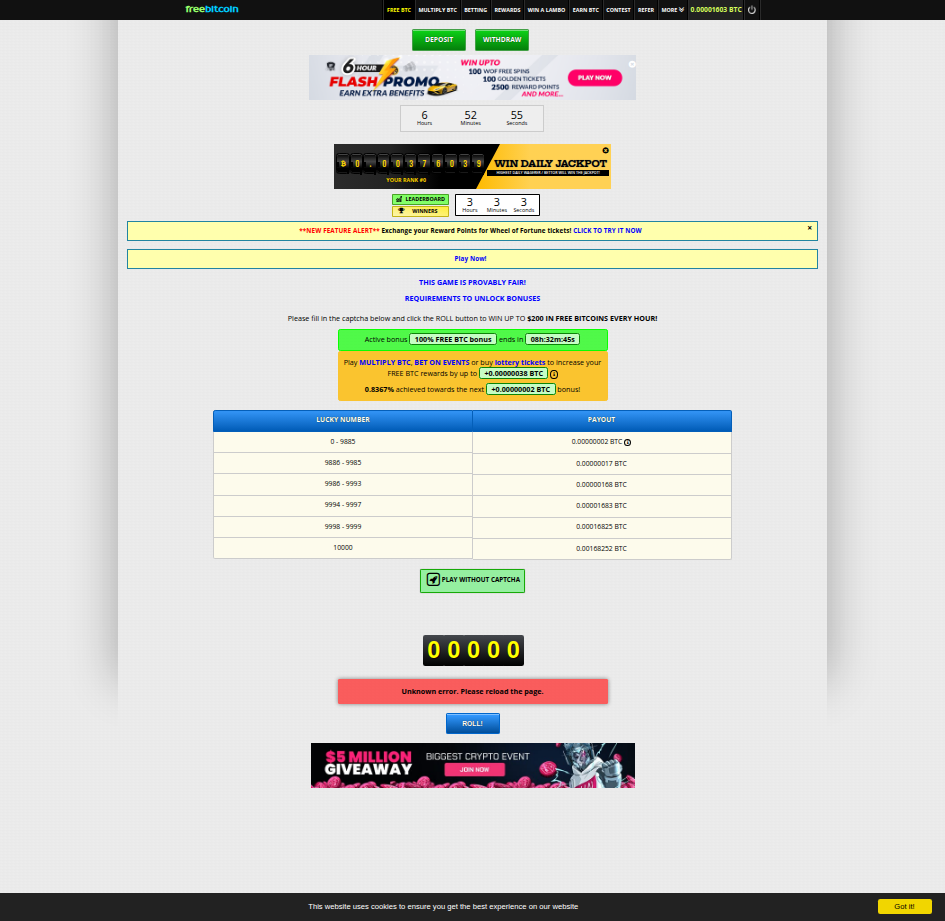 freebitcoin
FREE BTC MULTIPLY BTC BETTING REWARDS WIN A LAMBO EARN BTC CONTEST REFER MORE 0.00001603 BTC
DEPOSIT WITHDRAW
6 HOUR
FLASH PROMO
EARN EXTRA BENEFITS
WIN UPTO
100 WOF FREE SPINS
100 GOLDEN TICKETS
2500 REWARD POINTS
AND MORE...
PLAY NOW
6 52 55
Hours Minutes Seconds
0.00376039
YOUR RANK #0
WIN DAILY JACKPOT
HIGHEST DAILY WAGERER / BETTOR WILL WIN THE JACKPOT!
LEADERBOARD
WINNERS
3 3 3
Hours Minutes Seconds
**NEW FEATURE ALERT** Exchange your Reward Points for Wheel of Fortune tickets! CLICK TO TRY IT NOW
Play Now!
THIS GAME IS PROVABLY FAIR!
REQUIREMENTS TO UNLOCK BONUSES
Please fill in the captcha below and click the ROLL button to WIN UP TO $200 IN FREE BITCOINS EVERY HOUR!
Active bonus 100% FREE BTC bonus ends in 08h:32m:45s
Play MULTIPLY BTC, BET ON EVENTS or buy lottery tickets to increase your
FREE BTC rewards by up to +0.00000038 BTC
0.8367% achieved towards the next +0.00000002 BTC bonus!
LUCKY NUMBER PAYOUT
0 - 9885 0.00000002 BTC
9886 - 9985 0.00000017 BTC
9986 - 9993 0.00000168 BTC
9994 - 9997 0.00001683 BTC
9998 - 9999 0.00016825 BTC
10000 0.00168252 BTC
PLAY WITHOUT CAPTCHA
00000
Unknown error. Please reload the page.
ROLL!
$5 MILLION
GIVEAWAY
BIGGEST CRYPTO EVENT
JOIN NOW
This website uses cookies to ensure you get the best experience on our website
Got it!